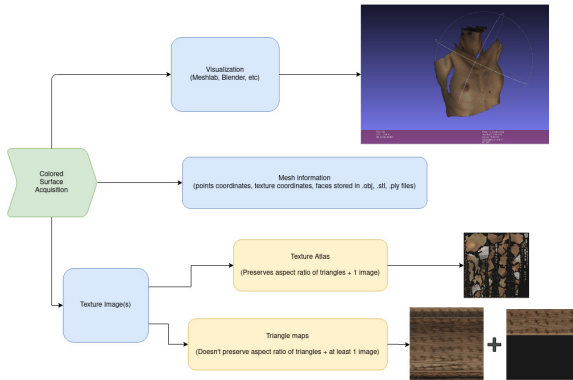 Visualization
(Meshlab, Blender, etc)
Colored
Surface
Acquisition
Mesh information
(points coordinates, texture coordinates, faces stored in .obj, .stl, .ply files)
Texture Image(s)
Texture Atlas
(Preserves aspect ratio of triangles + 1 image)
Triangle maps
(Doesn't preserve aspect ratio of triangles + at least 1 image)